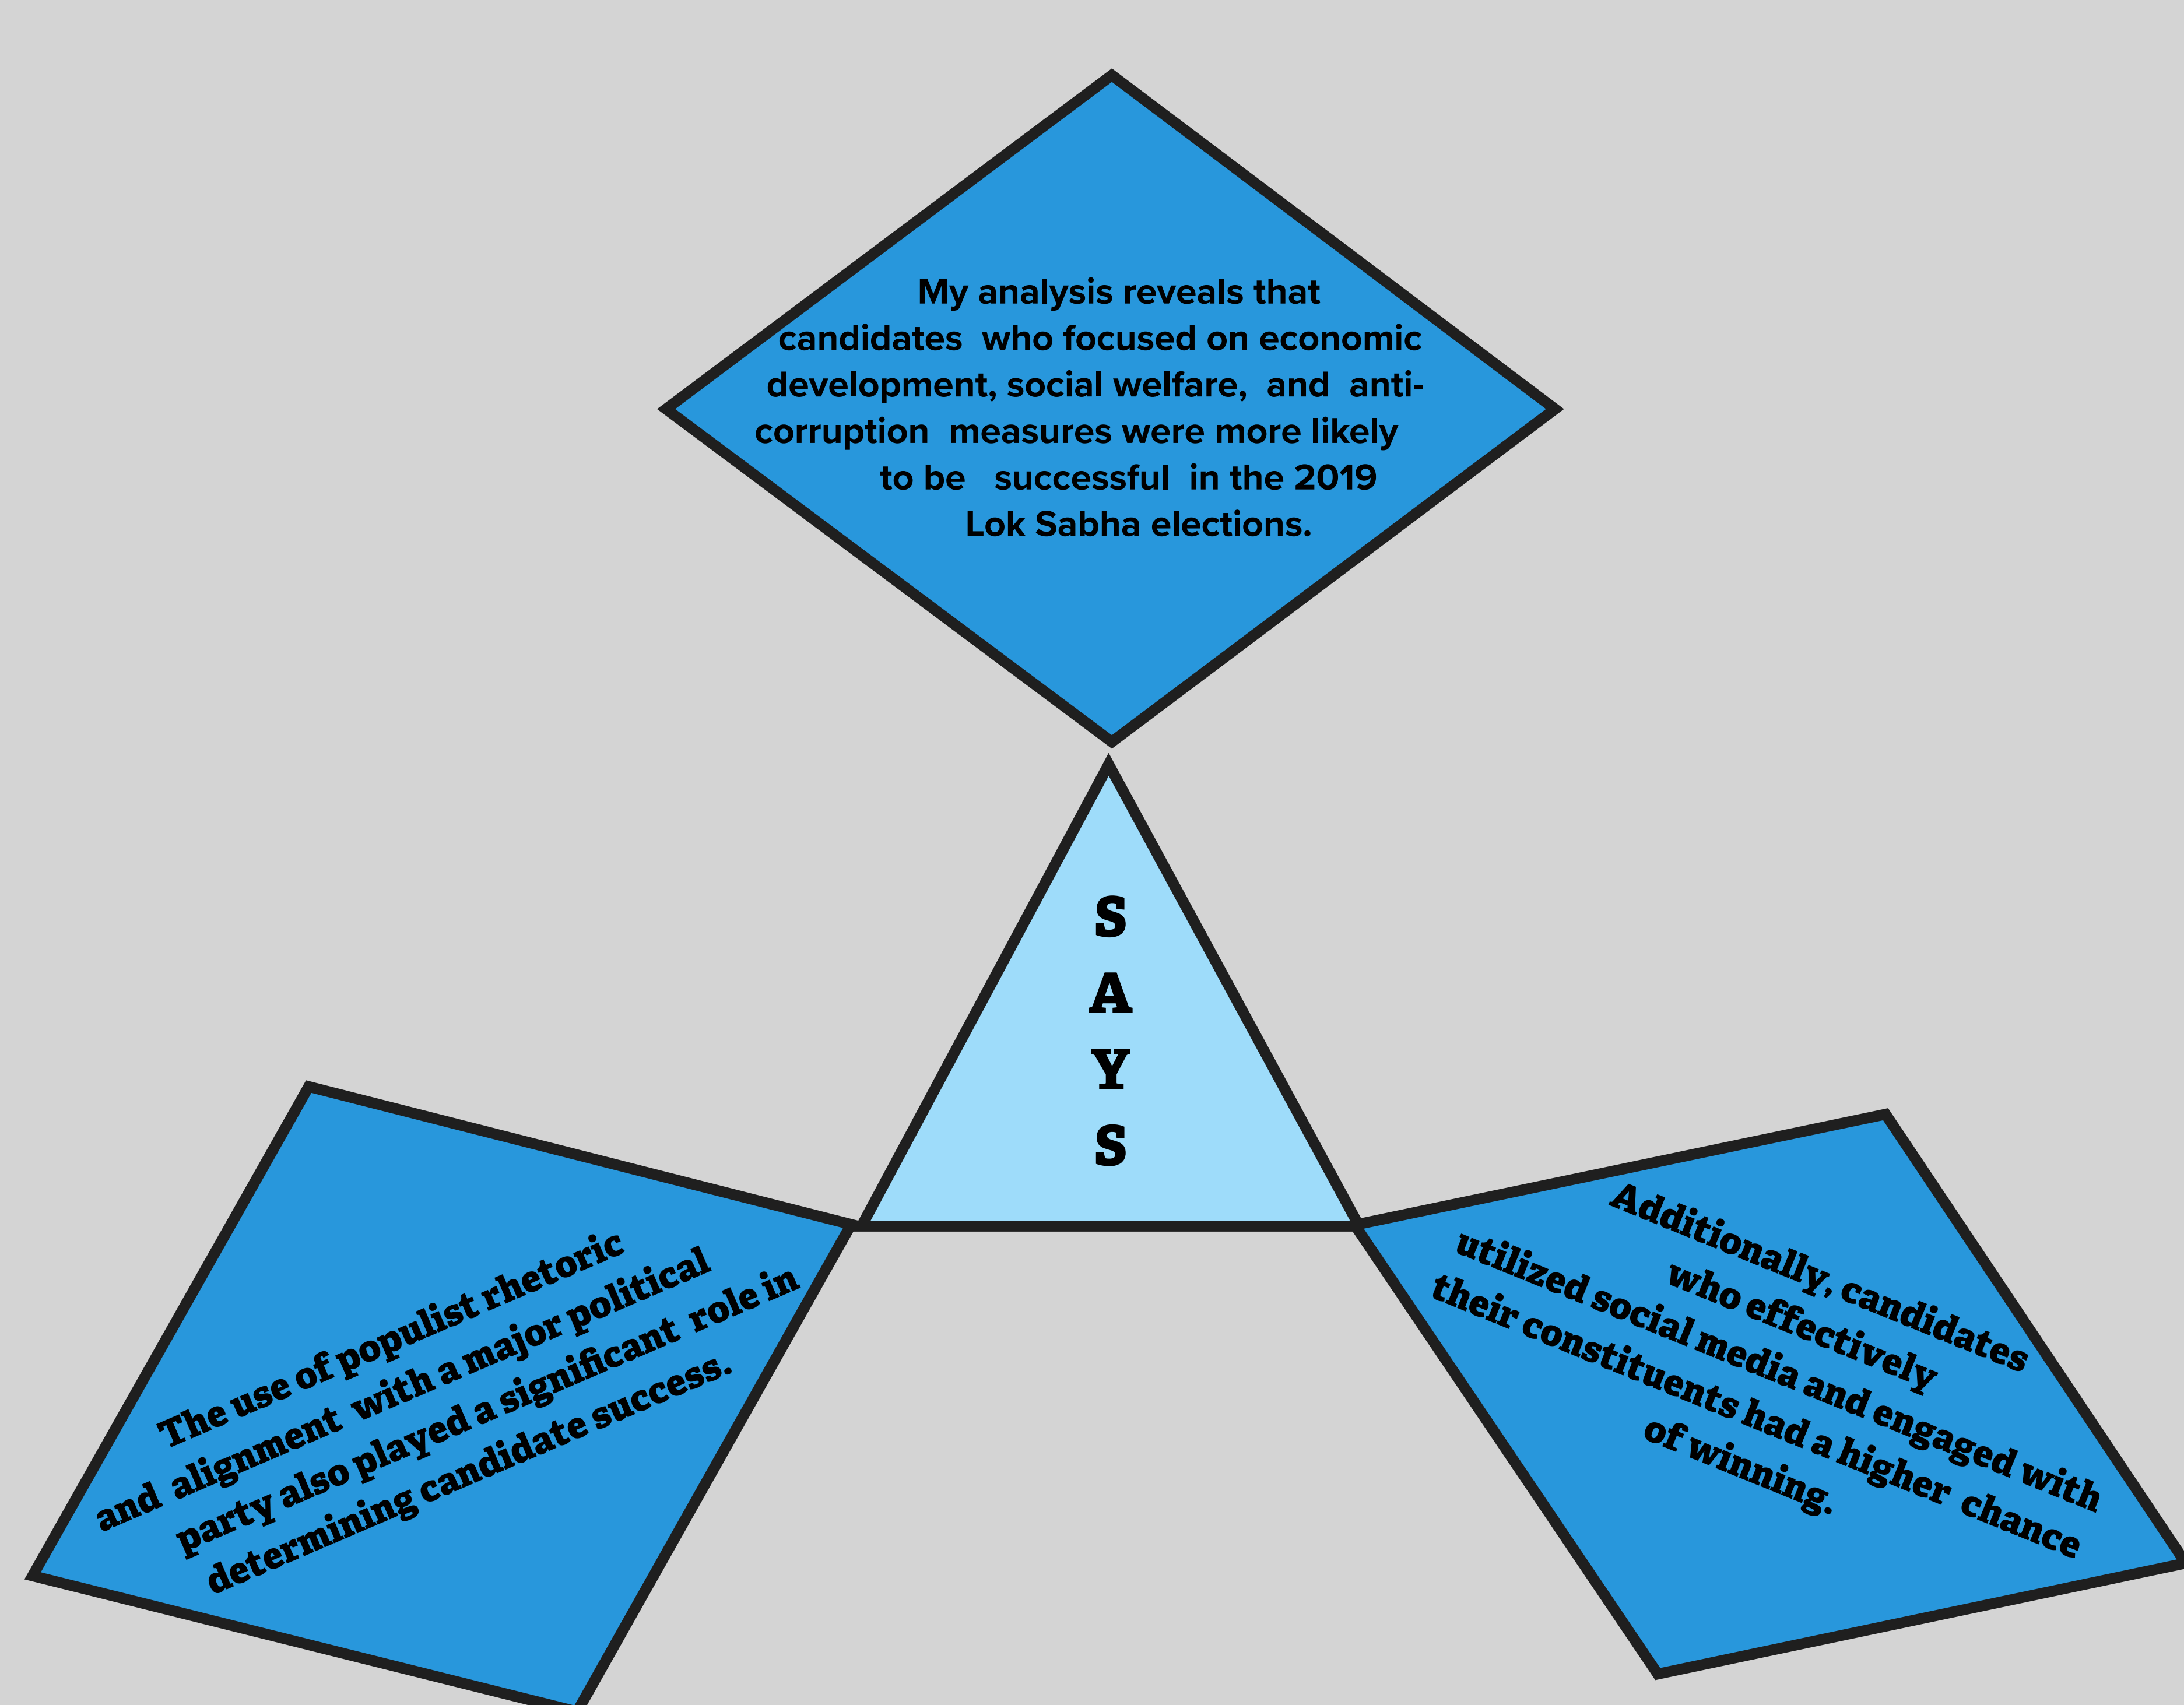 My analysis reveals that
candidates who focused on economic
development, social welfare, and anti-
corruption measures were more likely
to be successful in the 2019
Lok Sabha elections.
S
A
Y
S
The use of populist rhetoric
and alignment with a major political
party also played a significant role in
determining candidate success.
Additionally, candidates
who effectively
utilized social media and engaged with
their constituents had a higher chance
of winning.